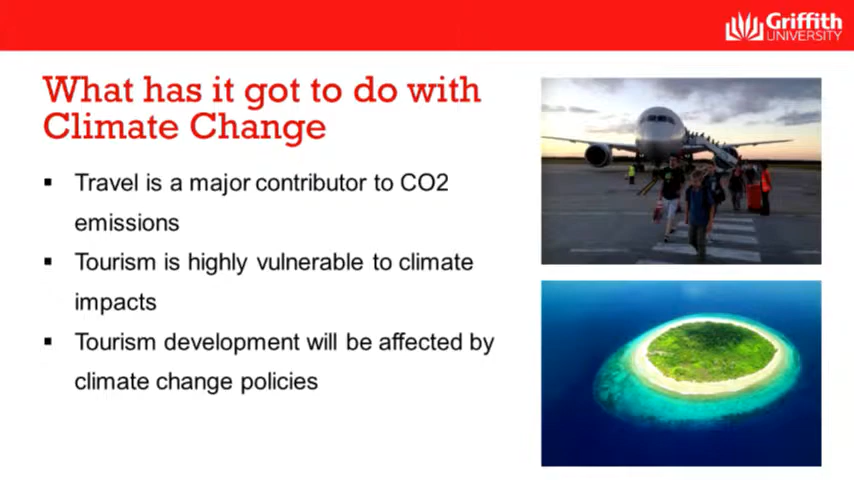 Griffith
UNIVERSITY
What has it got to do with
Climate Change
▪ Travel is a major contributor to CO2
emissions
▪ Tourism is highly vulnerable to climate
impacts
▪ Tourism development will be affected by
climate change policies